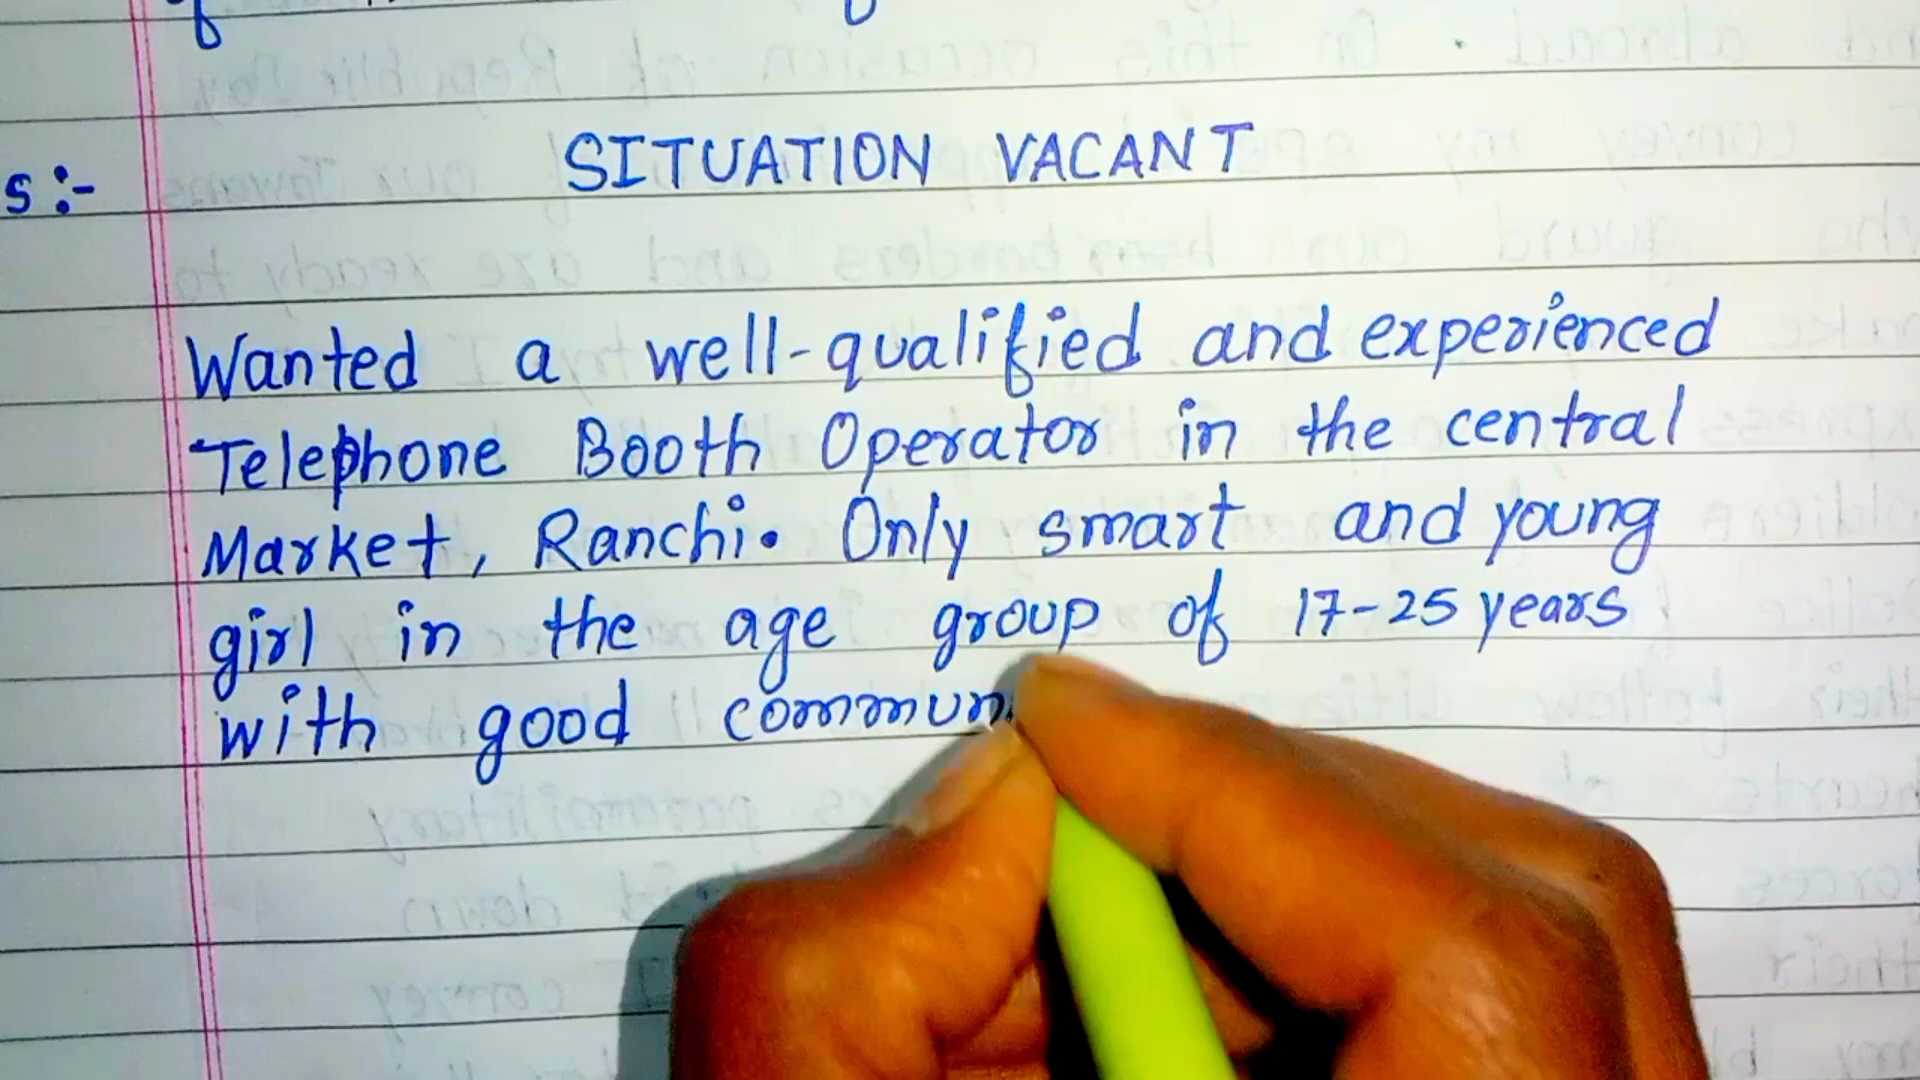 SITUATION VACANT
s :-
Wanted a well-qualified and experienced
Telephone Booth Operator in the central
Market, Ranchi. Only smart and young
girl in the age group of 17-25 years
with good commun